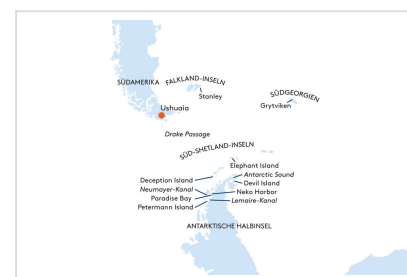 SÜDAMERIKA
FALKLAND-INSELN
Stanley
SÜDGEORGIEN
Grytviken
Ushuaia
Drake Passage
SÜD-SHETLAND-INSELN
Elephant Island
Antarctic Sound
Deception Island
Devil Island
Neumayer-Kanal
Neko Harbor
Paradise Bay
Lemaire-Kanal
Petermann Island
ANTARKTISCHE HALBINSEL